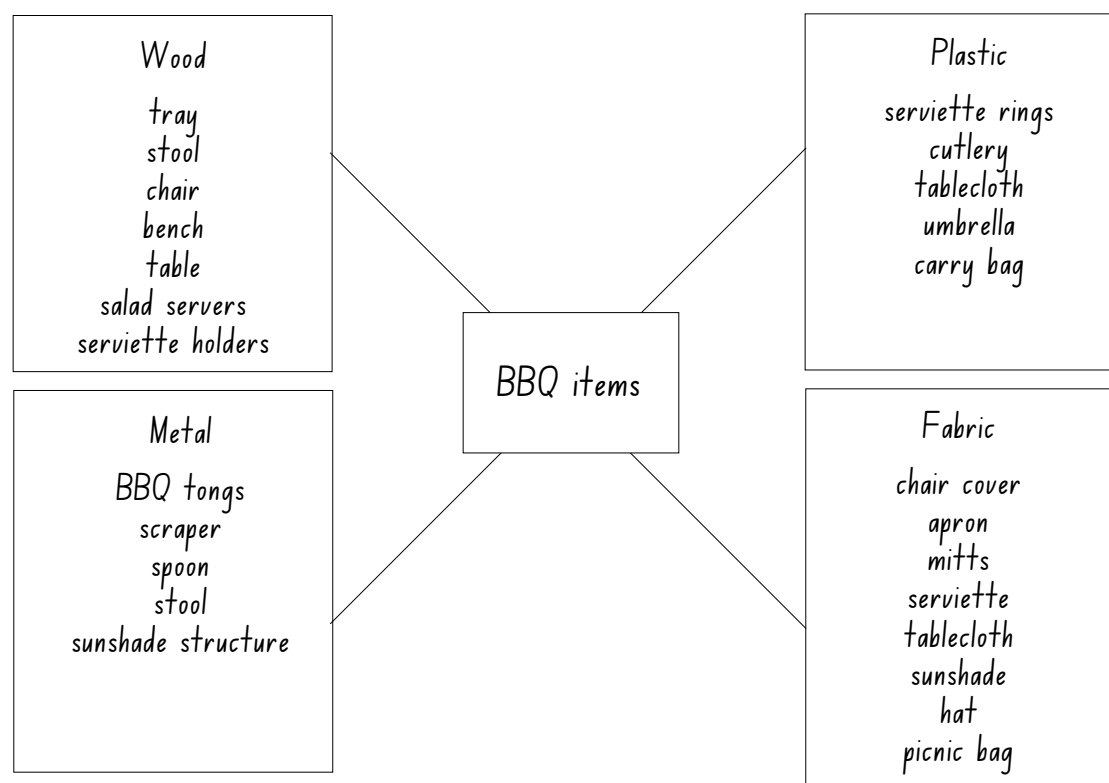 Wood
tray
stool
chair
bench
table
salad servers
serviette holders
Plastic
serviette rings
cutlery
tablecloth
umbrella
carry bag
BBQ items
Metal
BBQ tongs
scraper
spoon
stool
sunshade structure
Fabric
chair cover
apron
mitts
serviette
tablecloth
sunshade
hat
picnic bag